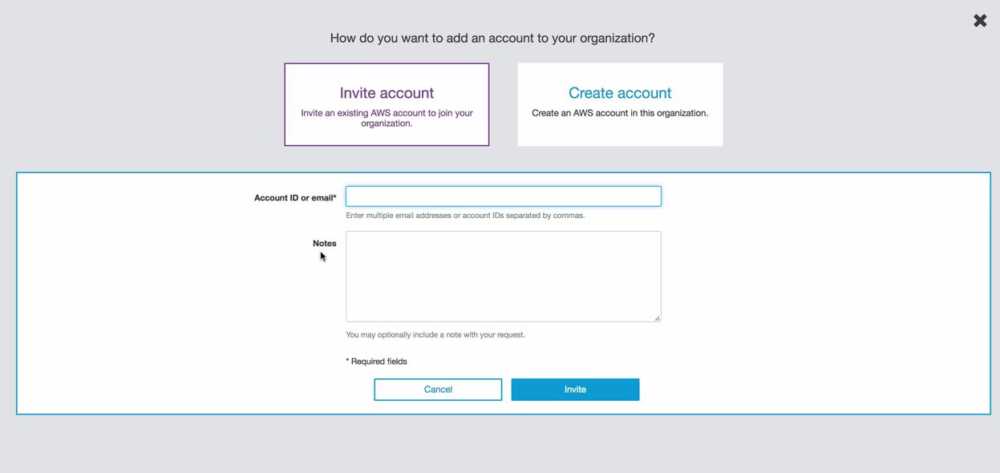 How do you want to add an account to your organization?
Invite account
Invite an existing AWS account to join your
organization.
Create account
Create an AWS account in this organization.
Account ID or email*
Enter multiple email addresses or account IDs separated by commas.
Notes
You may optionally include a note with your request.
* Required fields
Cancel
Invite